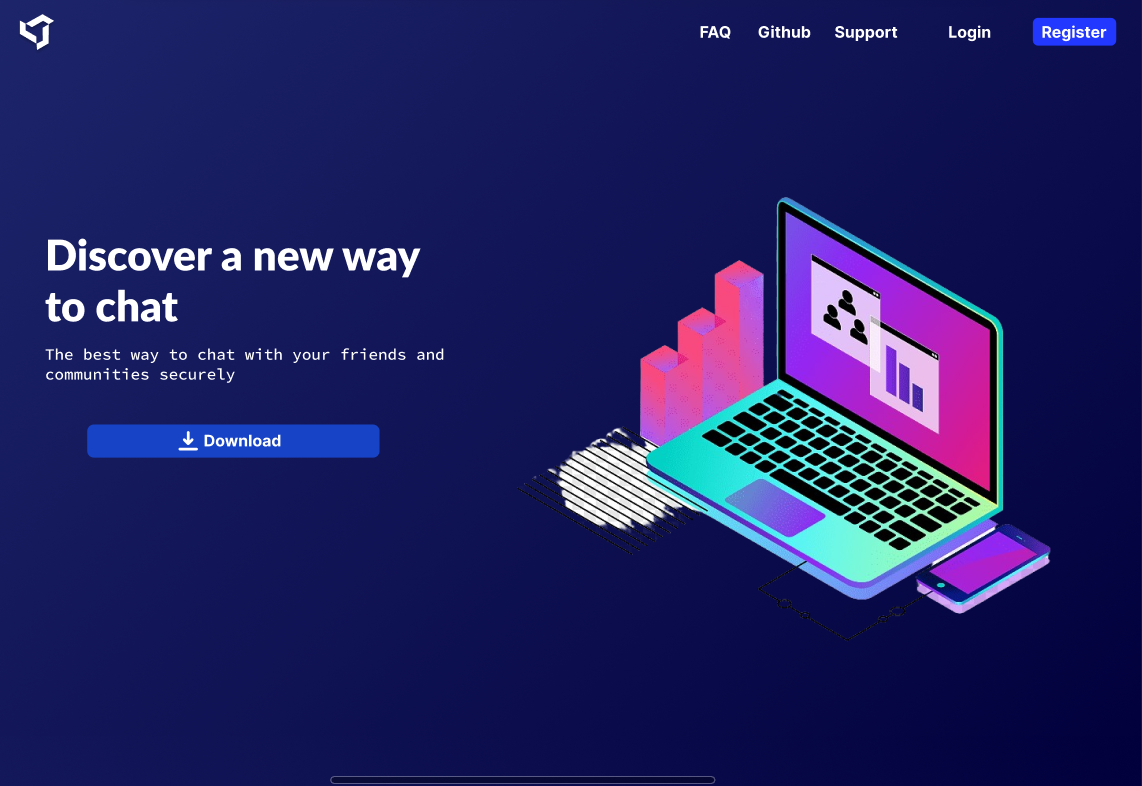 FAQ Github Support Login Register
Discover a new way
to chat
The best way to chat with your friends and
communities securely
Download